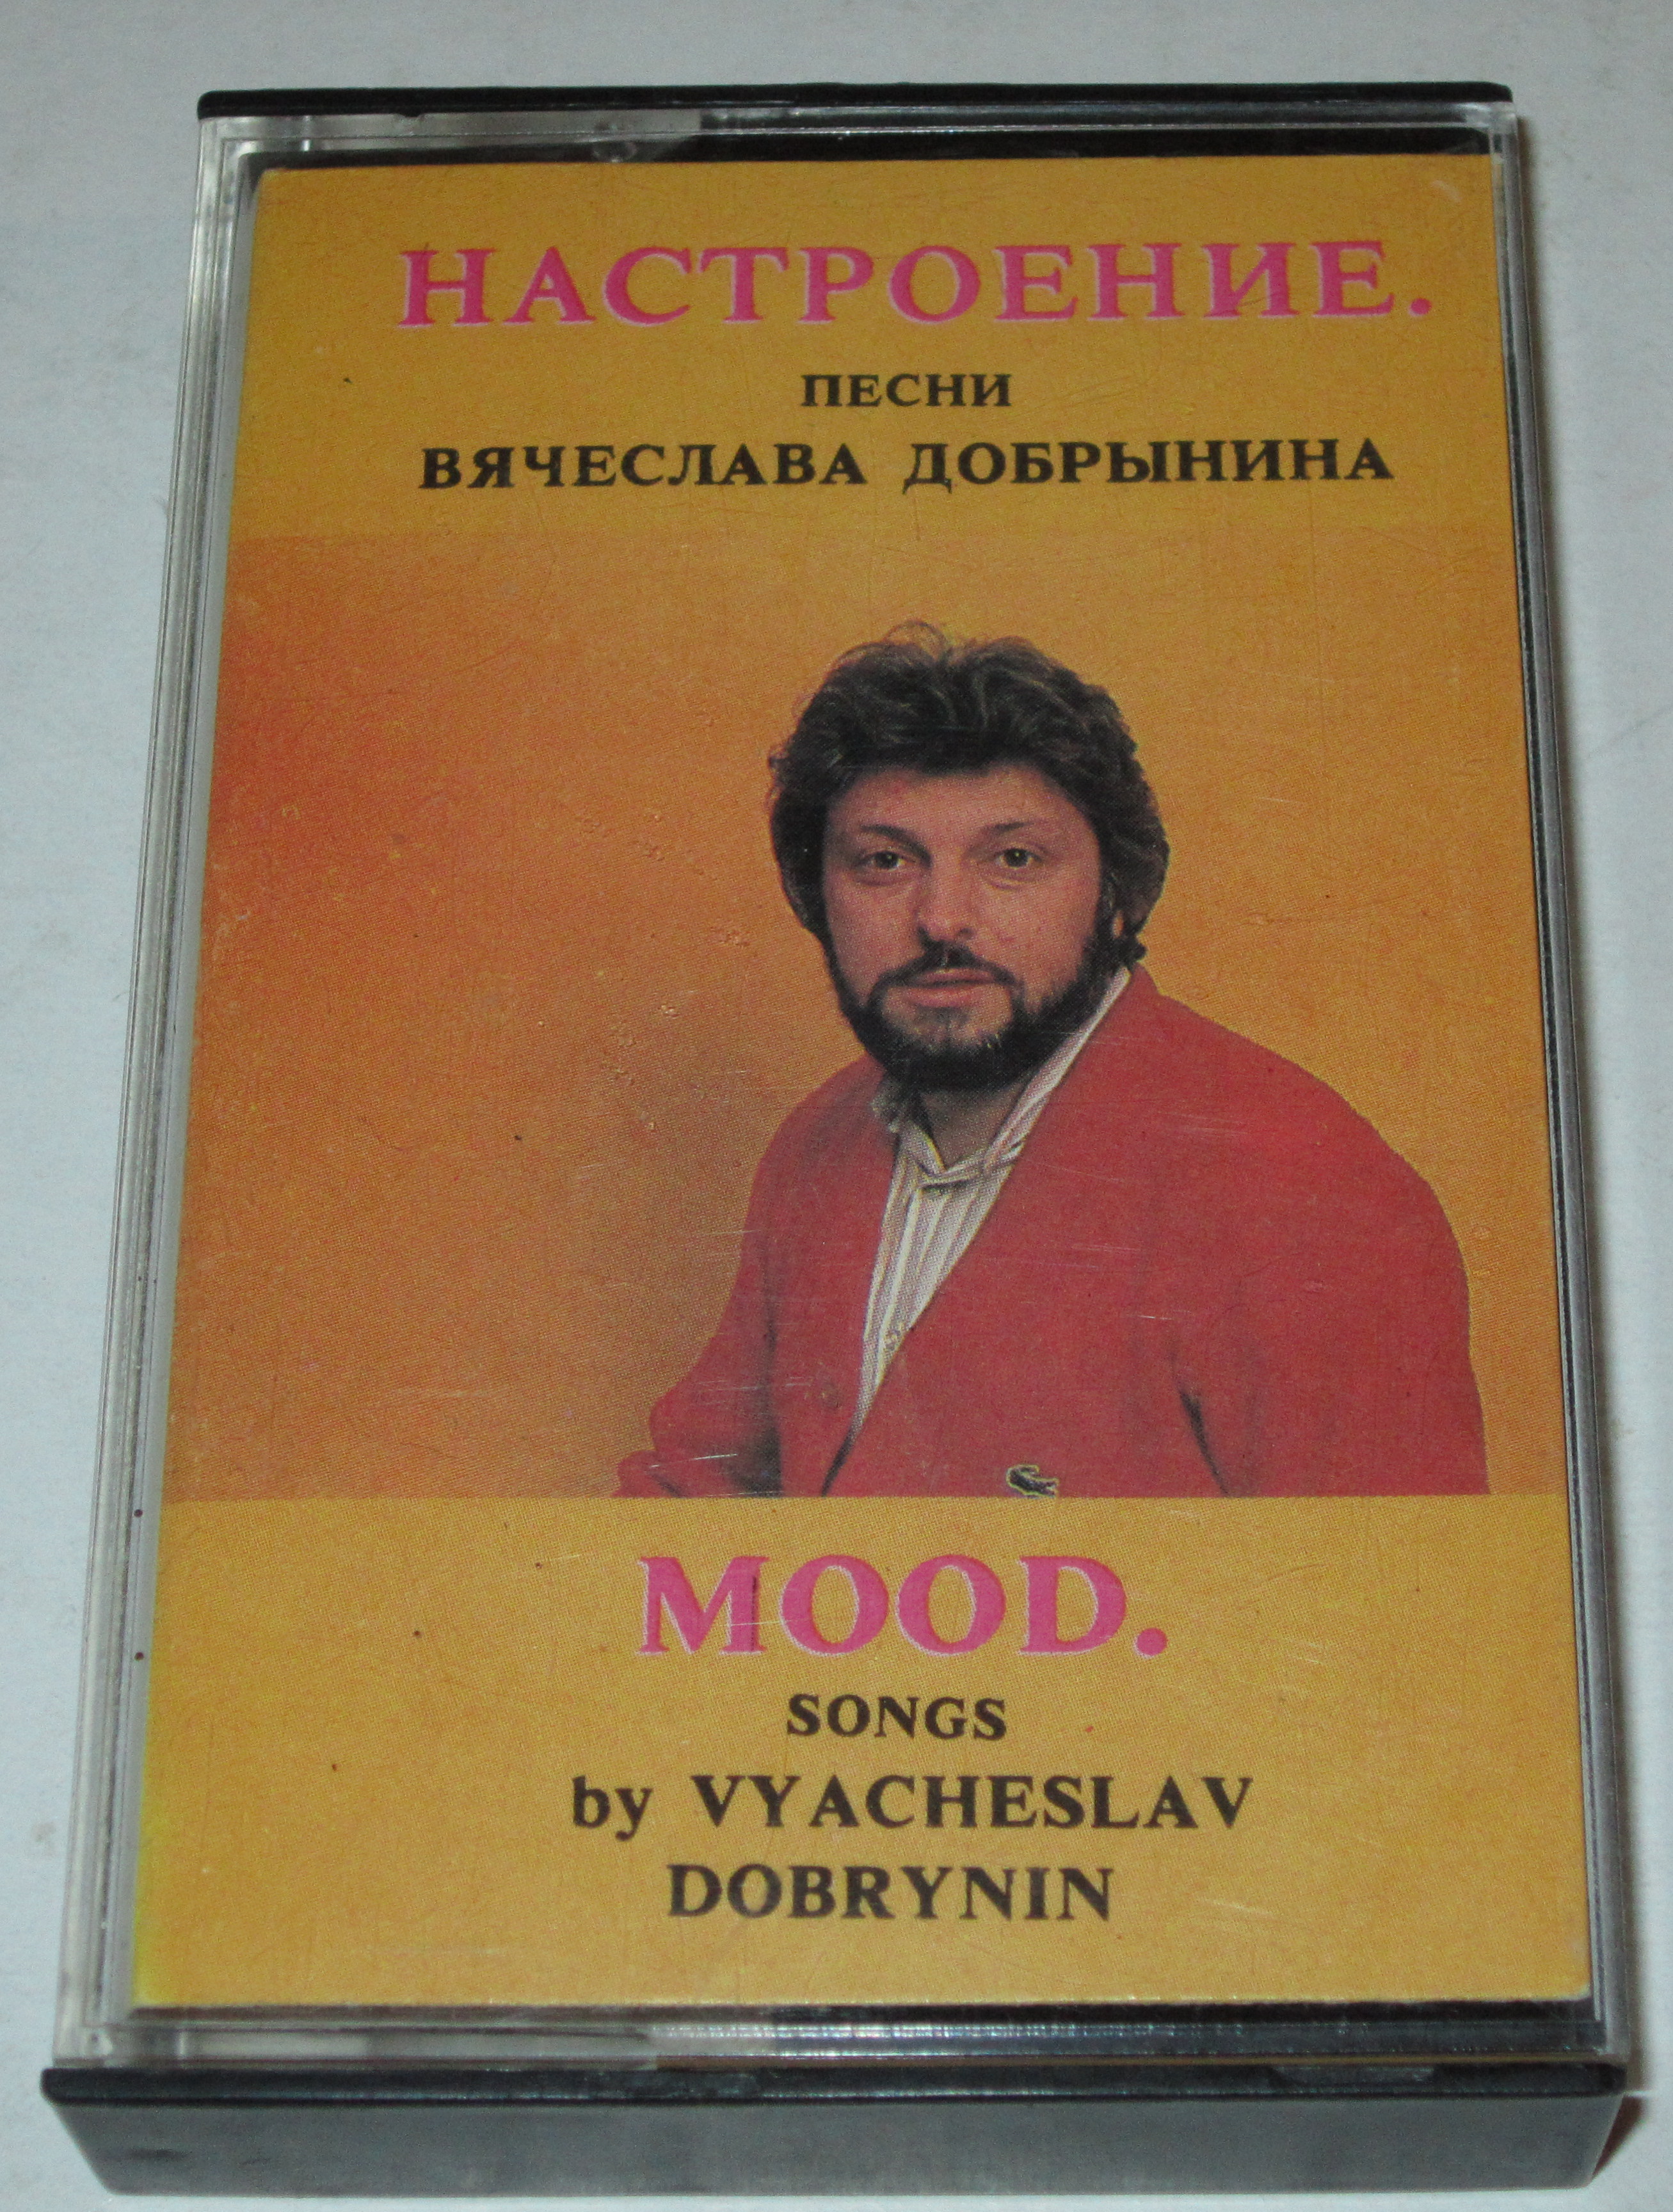 НАСТРОЕНИЕ.
ПЕСНИ
ВЯЧЕСЛАВА ДОБРЫНИНА
MOOD.
SONGS
by VYACHESLAV
DOBRYNIN